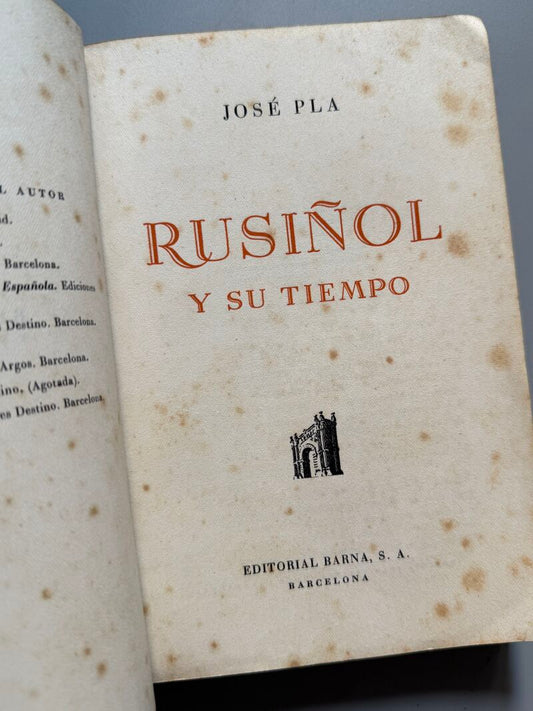 L AUTOR
d.
.
Barcelona.
Española. Ediciones
s Destino. Barcelona.
Argos. Barcelona.
ino, (Agotada).
es Destino. Barcelona.
JOSÉ PLA
RUSIÑOL
Y SU TIEMPO
EDITORIAL BARNA, S. A.
BARCELONA